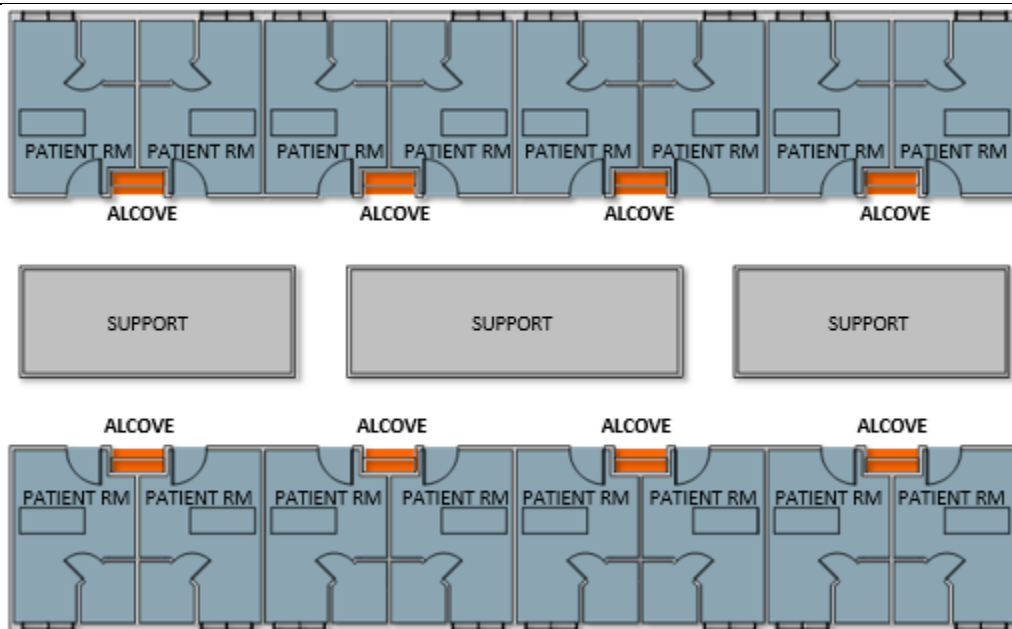 PATIENT RM PATIENT RM PATIENT RM PATIENT RM PATIENT RM PATIENT RM PATIENT RM PATIENT RM
ALCOVE ALCOVE ALCOVE ALCOVE
SUPPORT SUPPORT SUPPORT
ALCOVE ALCOVE ALCOVE ALCOVE
PATIENT RM PATIENT RM PATIENT RM PATIENT RM PATIENT RM PATIENT RM PATIENT RM PATIENT RM